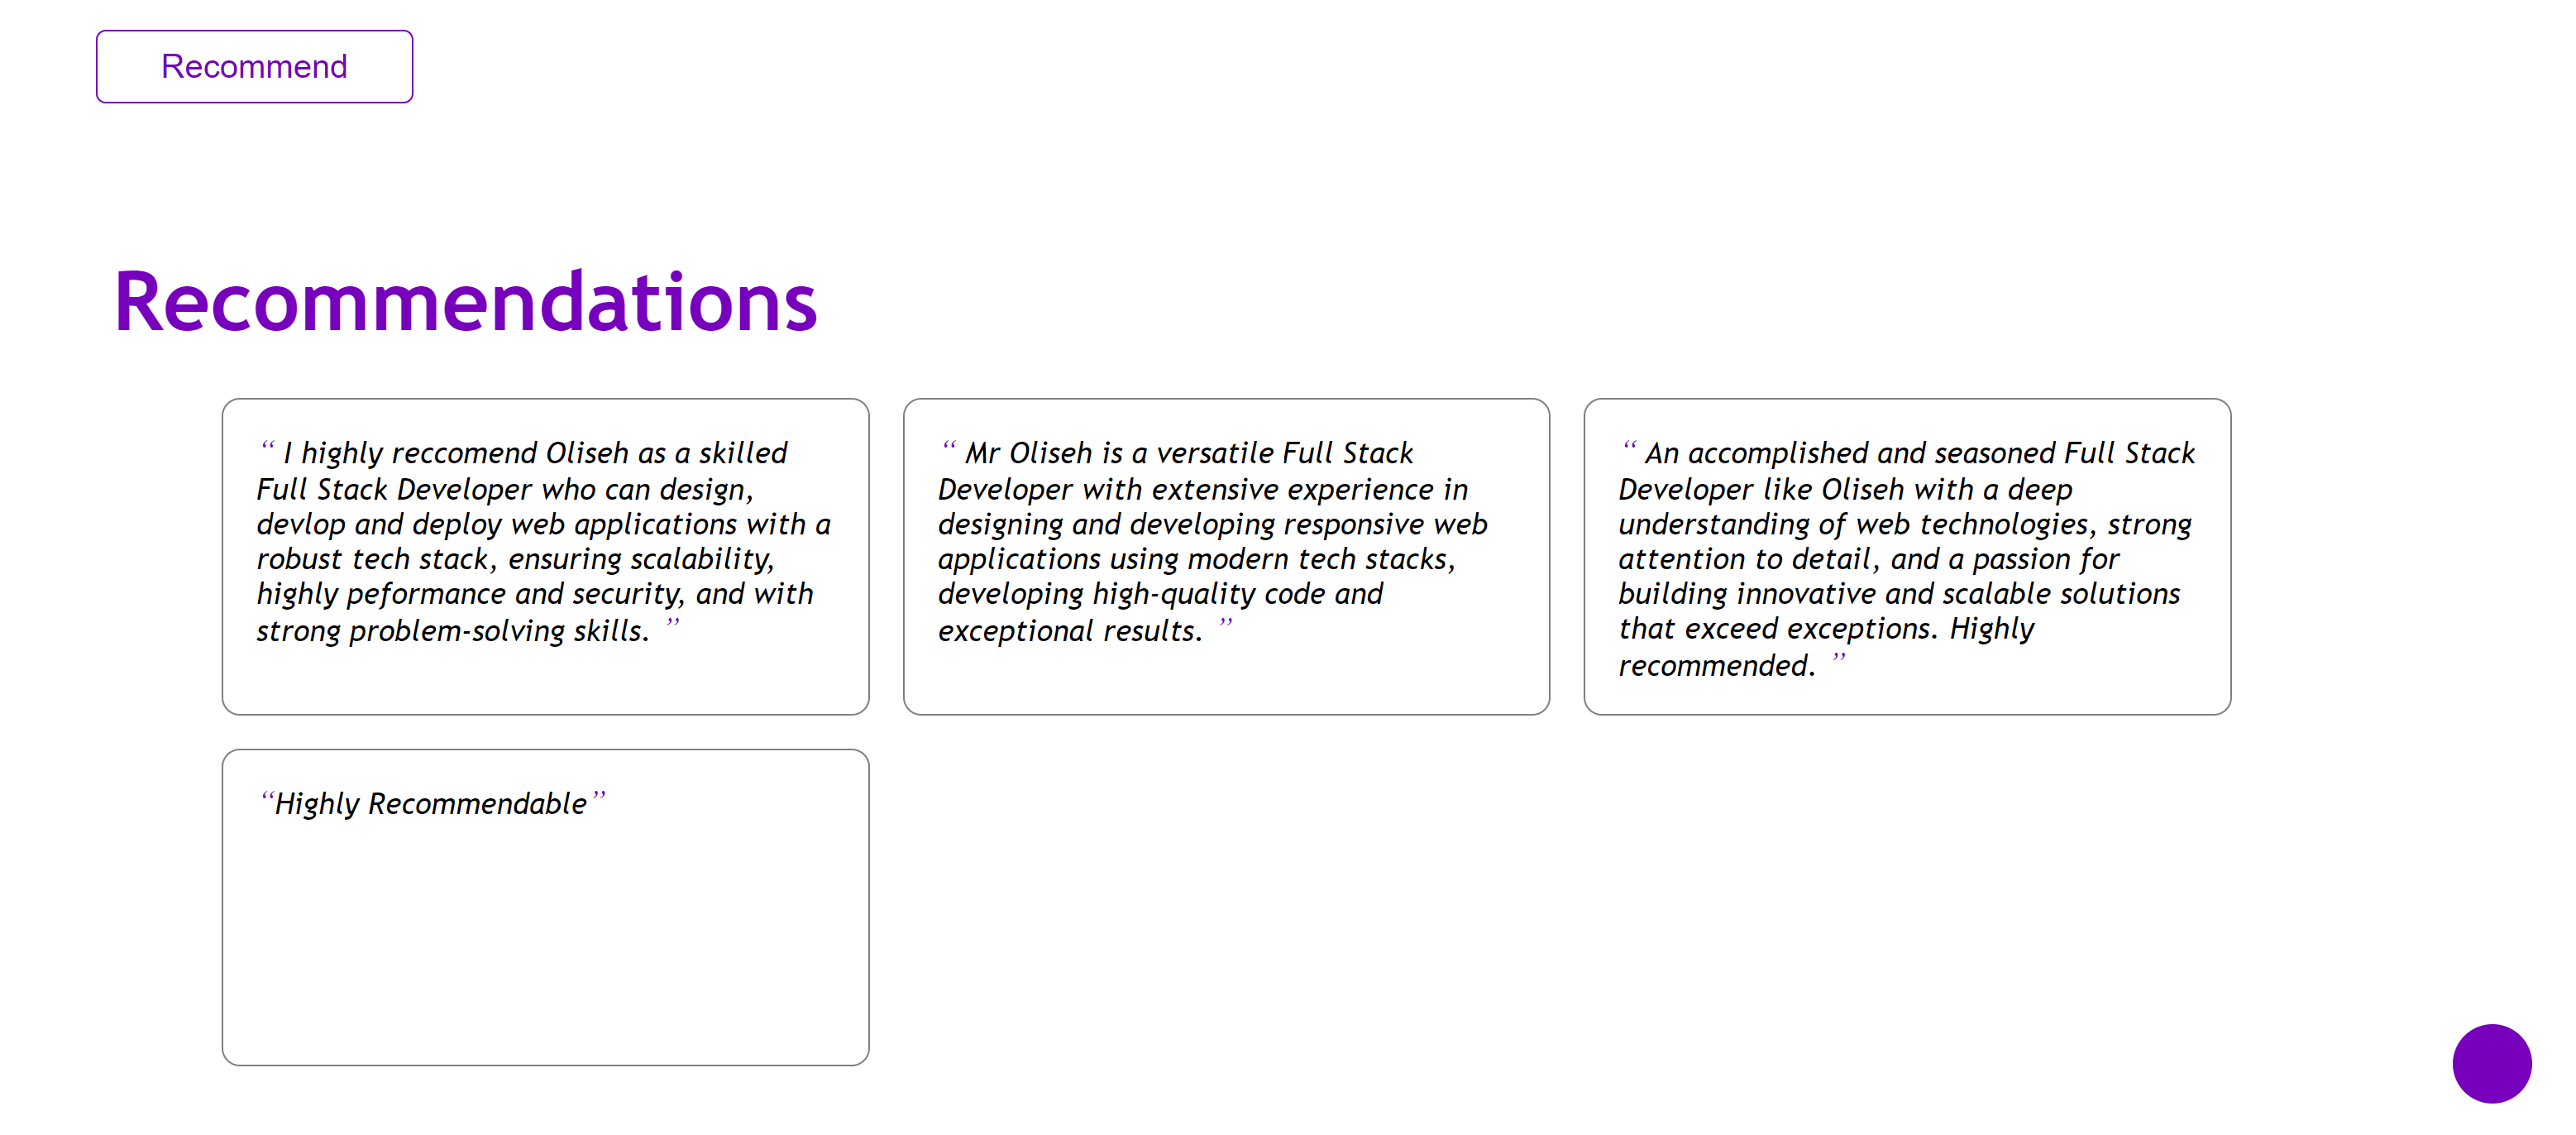 Recommend
Recommendations
“ I highly reccomend Oliseh as a skilled
Full Stack Developer who can design,
devlop and deploy web applications with a
robust tech stack, ensuring scalability,
highly peformance and security, and with
strong problem-solving skills. ”
“ Mr Oliseh is a versatile Full Stack
Developer with extensive experience in
designing and developing responsive web
applications using modern tech stacks,
developing high-quality code and
exceptional results. ”
“ An accomplished and seasoned Full Stack
Developer like Oliseh with a deep
understanding of web technologies, strong
attention to detail, and a passion for
building innovative and scalable solutions
that exceed exceptions. Highly
recommended. ”
“Highly Recommendable”